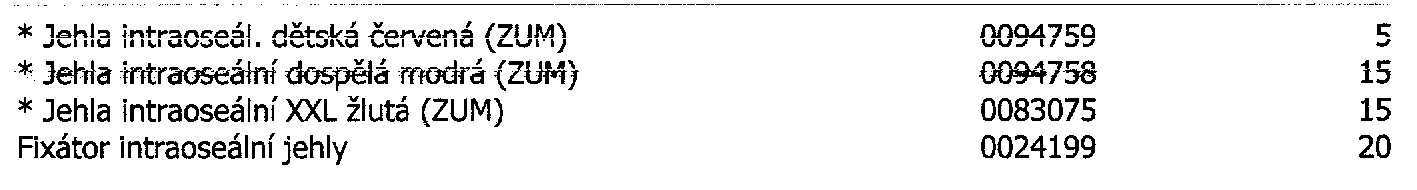 * Jehla intraoseál. dětská červená (ZUM) 0094759 5
* Jehla intraoseální dospělá modrá (ZUM) 0094758 15
* Jehla intraoseální XXL žlutá (ZUM) 0083075 15
Fixátor intraoseální jehly 0024199 20